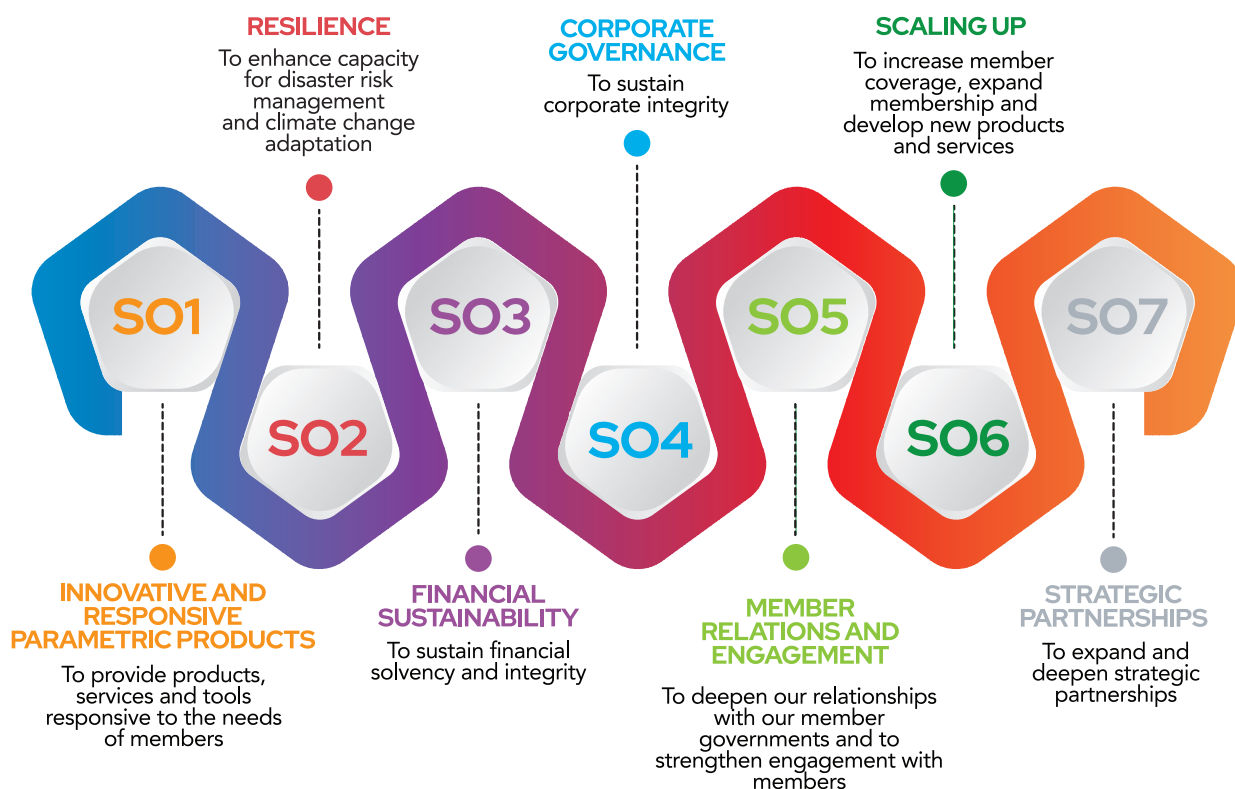 RESILIENCE
To enhance capacity
for disaster risk
management
and climate change
adaptation
CORPORATE
GOVERNANCE
To sustain
corporate integrity
SCALING UP
To increase member
coverage, expand
membership and
develop new products
and services
SO1
SO2
SO3
SO4
SO5
SO6
SO7
INNOVATIVE AND
RESPONSIVE
PARAMETRIC PRODUCTS
To provide products,
services and tools
responsive to the needs
of members
FINANCIAL
SUSTAINABILITY
To sustain financial
solvency and integrity
MEMBER
RELATIONS AND
ENGAGEMENT
To deepen our relationships
with our member
governments and to
strengthen engagement with
members
STRATEGIC
PARTNERSHIPS
To expand and
deepen strategic
partnerships